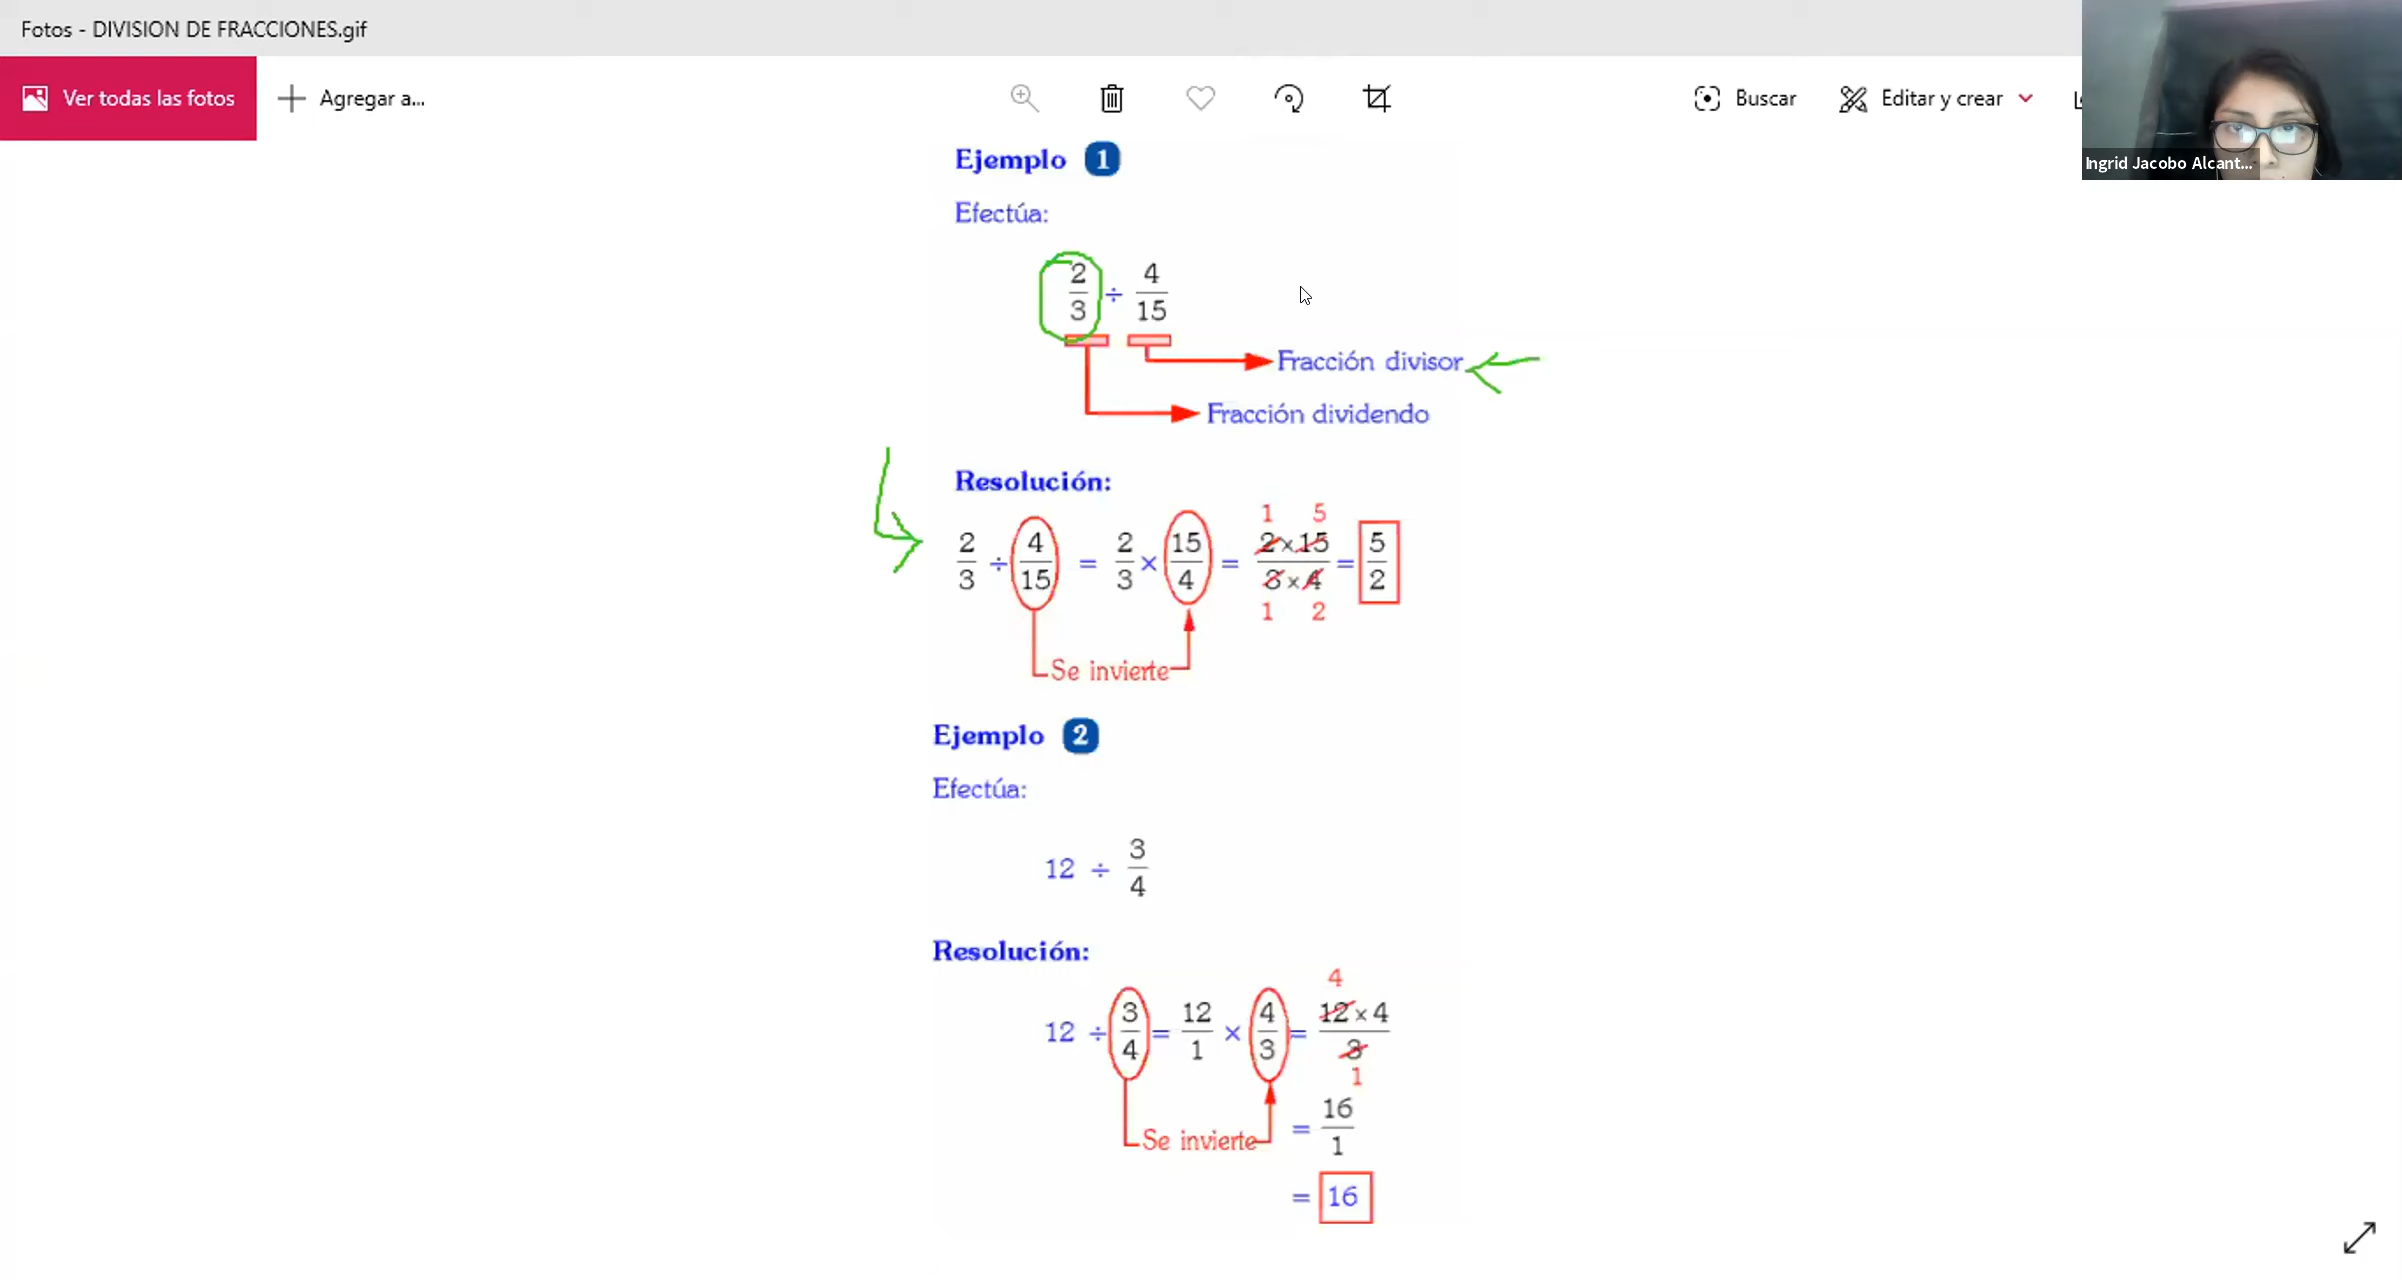 Fotos - DIVISION DE FRACCIONES.gif
Ver todas las fotos
Agregar a...
Buscar
Editar y crear
Ingrid Jacobo Alcant...
Ejemplo 1
Efectúa:
2/3 ÷ 4/15
Fracción divisor
Fracción dividendo
Resolución:
2/3 ÷ 4/15 = 2/3 × 15/4 = 2×15/3×4 = 5/2
1 5
1 2
Se invierte
Ejemplo 2
Efectúa:
12 ÷ 3/4
Resolución:
4
12 ÷ 3/4 = 12/1 × 4/3 = 12×4/3
1
Se invierte
= 16/1
= 16